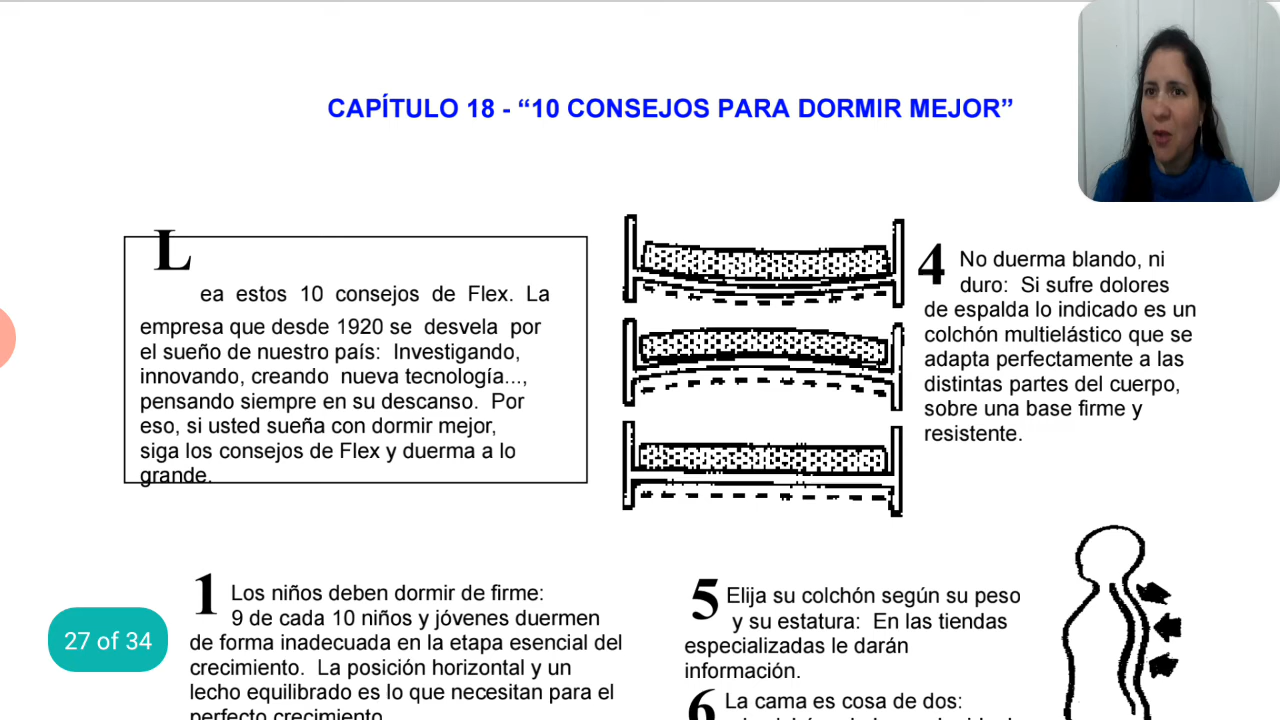 CAPÍTULO 18 - “10 CONSEJOS PARA DORMIR MEJOR”
L
ea estos 10 consejos de Flex. La
empresa que desde 1920 se desvela por
el sueño de nuestro país: Investigando,
innovando, creando nueva tecnología...,
pensando siempre en su descanso. Por
eso, si usted sueña con dormir mejor,
siga los consejos de Flex y duerma a lo
grande.
4 No duerma blando, ni
duro: Si sufre dolores
de espalda lo indicado es un
colchón multielástico que se
adapta perfectamente a las
distintas partes del cuerpo,
sobre una base firme y
resistente.
1 Los niños deben dormir de firme:
9 de cada 10 niños y jóvenes duermen
de forma inadecuada en la etapa esencial del
crecimiento. La posición horizontal y un
lecho equilibrado es lo que necesitan para el
perfecto crecimiento.
5 Elija su colchón según su peso
y su estatura: En las tiendas
especializadas le darán
información.
6 La cama es cosa de dos:
27 of 34